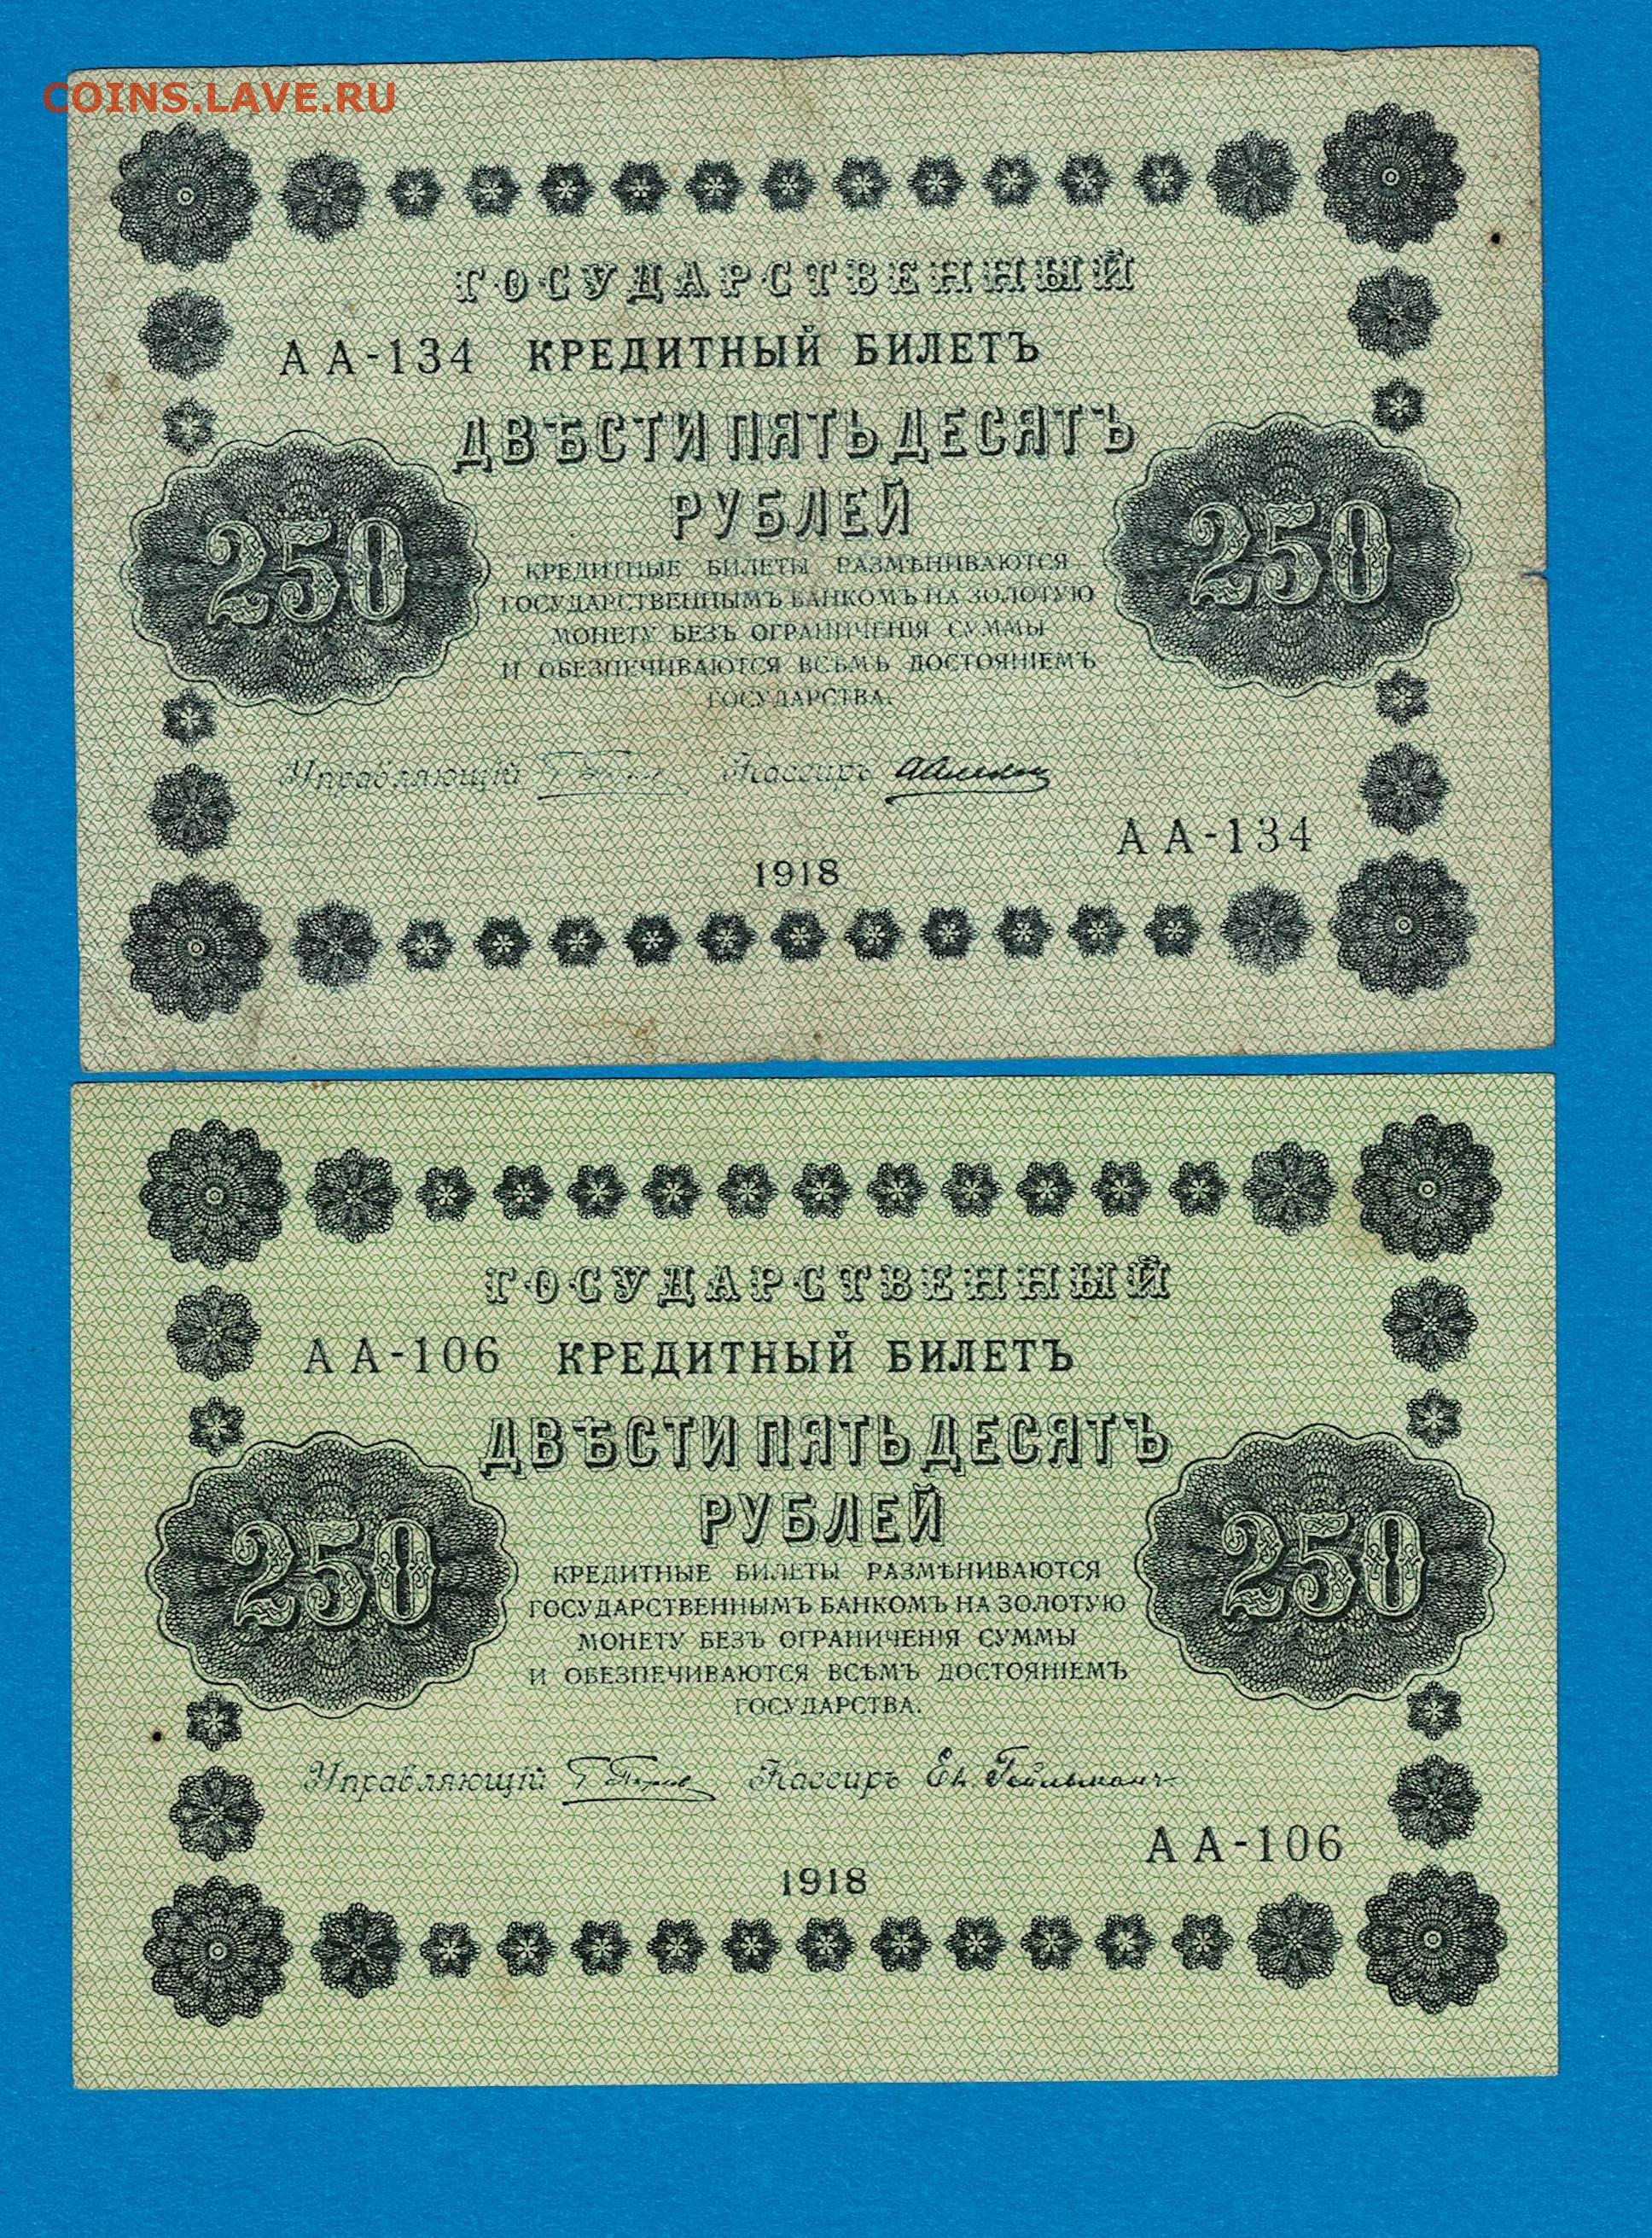 COINS.LAVE.RU
ГОСУДАРСТВЕННЫЙ
АА-134 КРЕДИТНЫЙ БИЛЕТЪ
ДВѢСТИ ПЯТЬДЕСЯТЪ
РУБЛЕЙ
250 250
КРЕДИТНЫЕ БИЛЕТЫ РАЗМѢНИВАЮТСЯ
ГОСУДАРСТВЕННЫМЪ БАНКОМЪ НА ЗОЛОТУЮ
МОНЕТУ БЕЗЪ ОГРАНИЧЕНІЯ СУММЫ
И ОБЕЗПЕЧИВАЮТСЯ ВСѢМЪ ДОСТОЯНІЕМЪ
ГОСУДАРСТВА.
Управляющій Кассиръ
АА-134
1918
ГОСУДАРСТВЕННЫЙ
АА-106 КРЕДИТНЫЙ БИЛЕТЪ
ДВѢСТИ ПЯТЬДЕСЯТЪ
РУБЛЕЙ
250 250
КРЕДИТНЫЕ БИЛЕТЫ РАЗМѢНИВАЮТСЯ
ГОСУДАРСТВЕННЫМЪ БАНКОМЪ НА ЗОЛОТУЮ
МОНЕТУ БЕЗЪ ОГРАНИЧЕНІЯ СУММЫ
И ОБЕЗПЕЧИВАЮТСЯ ВСѢМЪ ДОСТОЯНІЕМЪ
ГОСУДАРСТВА.
Управляющій Кассиръ Ев. Гейльманъ
АА-106
1918